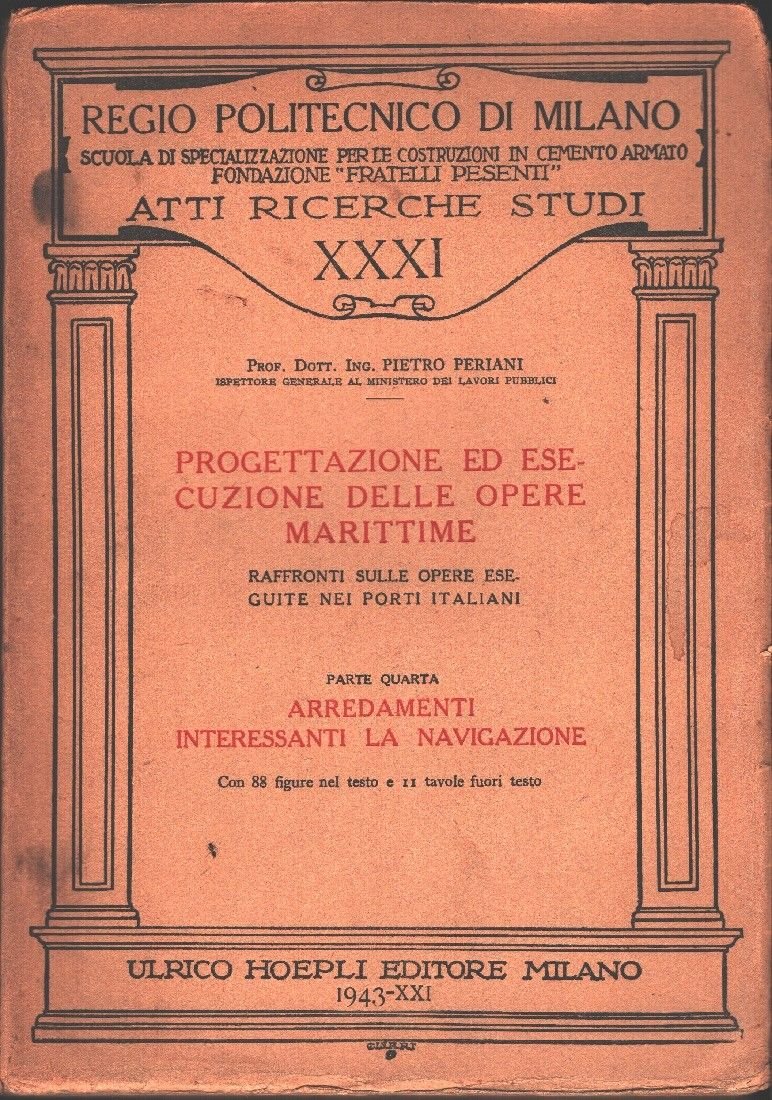 REGIO POLITECNICO DI MILANO
SCUOLA DI SPECIALIZZAZIONE PER LE COSTRUZIONI IN CEMENTO ARMATO
FONDAZIONE "FRATELLI PESENTI"
ATTI RICERCHE STUDI
XXXI
PROF. DOTT. ING. PIETRO PERIANI
ISPETTORE GENERALE AL MINISTERO DEI LAVORI PUBBLICI
PROGETTAZIONE ED ESE-
CUZIONE DELLE OPERE
MARITTIME
RAFFRONTI SULLE OPERE ESE-
GUITE NEI PORTI ITALIANI
PARTE QUARTA
ARREDAMENTI
INTERESSANTI LA NAVIGAZIONE
Con 88 figure nel testo e 11 tavole fuori testo
ULRICO HOEPLI EDITORE MILANO
1943-XXI